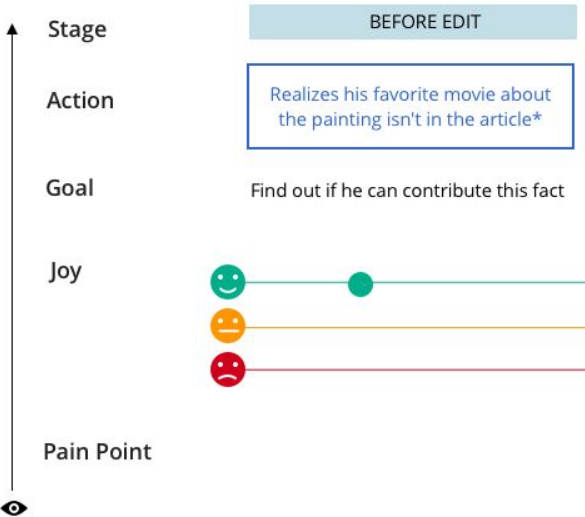 Stage
BEFORE EDIT
Action
Realizes his favorite movie about
the painting isn't in the article*
Goal
Find out if he can contribute this fact
Joy
Pain Point